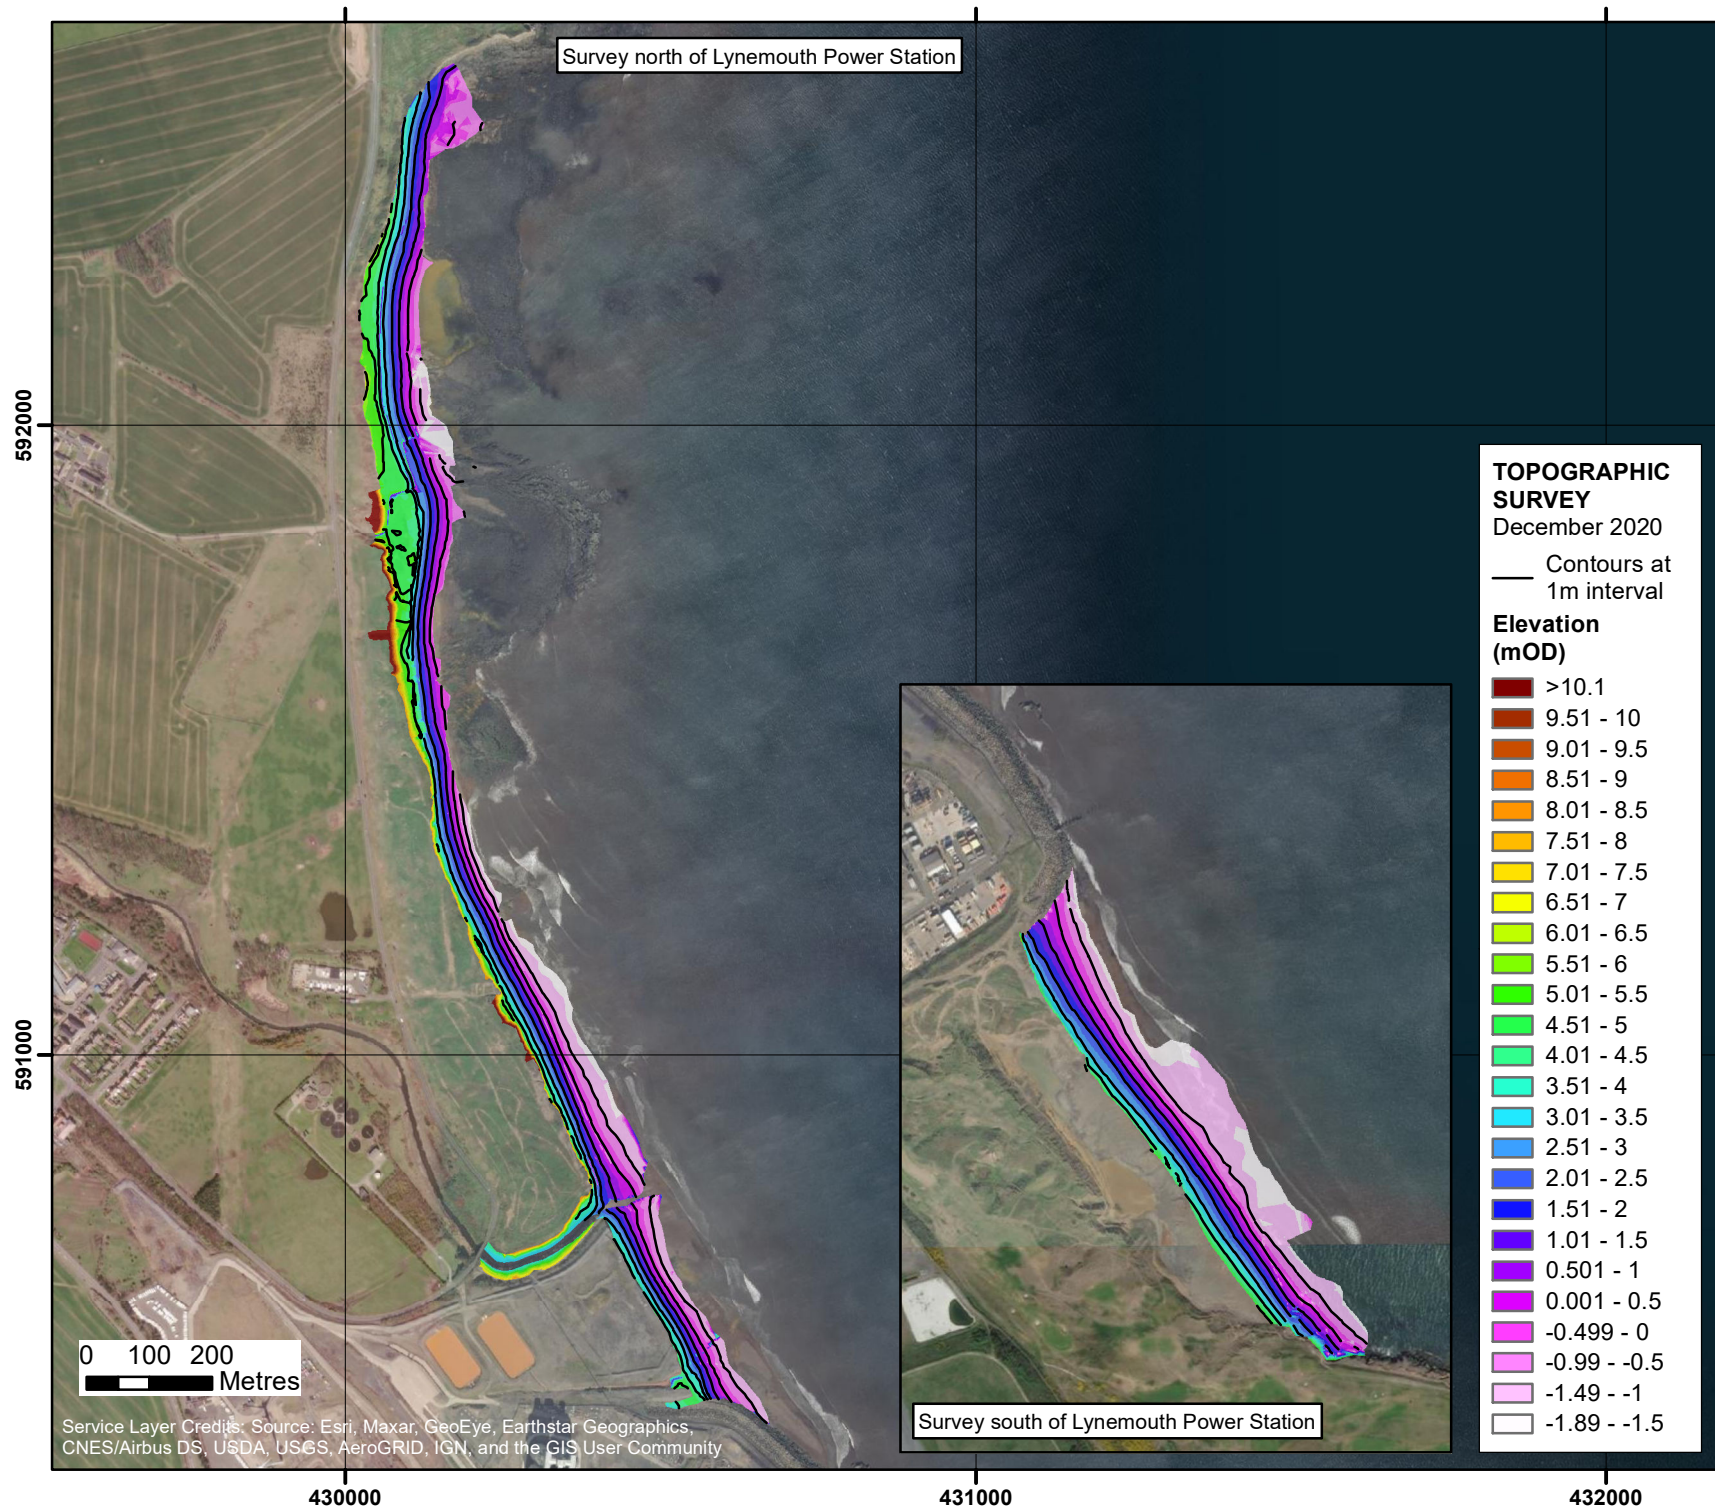 Survey north of Lynemouth Power Station
592000
591000
TOPOGRAPHIC
SURVEY
December 2020
Contours at
1m interval
Elevation
(mOD)
>10.1
9.51 - 10
9.01 - 9.5
8.51 - 9
8.01 - 8.5
7.51 - 8
7.01 - 7.5
6.51 - 7
6.01 - 6.5
5.51 - 6
5.01 - 5.5
4.51 - 5
4.01 - 4.5
3.51 - 4
3.01 - 3.5
2.51 - 3
2.01 - 2.5
1.51 - 2
1.01 - 1.5
0.501 - 1
0.001 - 0.5
-0.499 - 0
-0.99 - -0.5
-1.49 - -1
-1.89 - -1.5
Survey south of Lynemouth Power Station
0 100 200
Metres
Service Layer Credits: Source: Esri, Maxar, GeoEye, Earthstar Geographics,
CNES/Airbus DS, USDA, USGS, AeroGRID, IGN, and the GIS User Community
430000 431000 432000